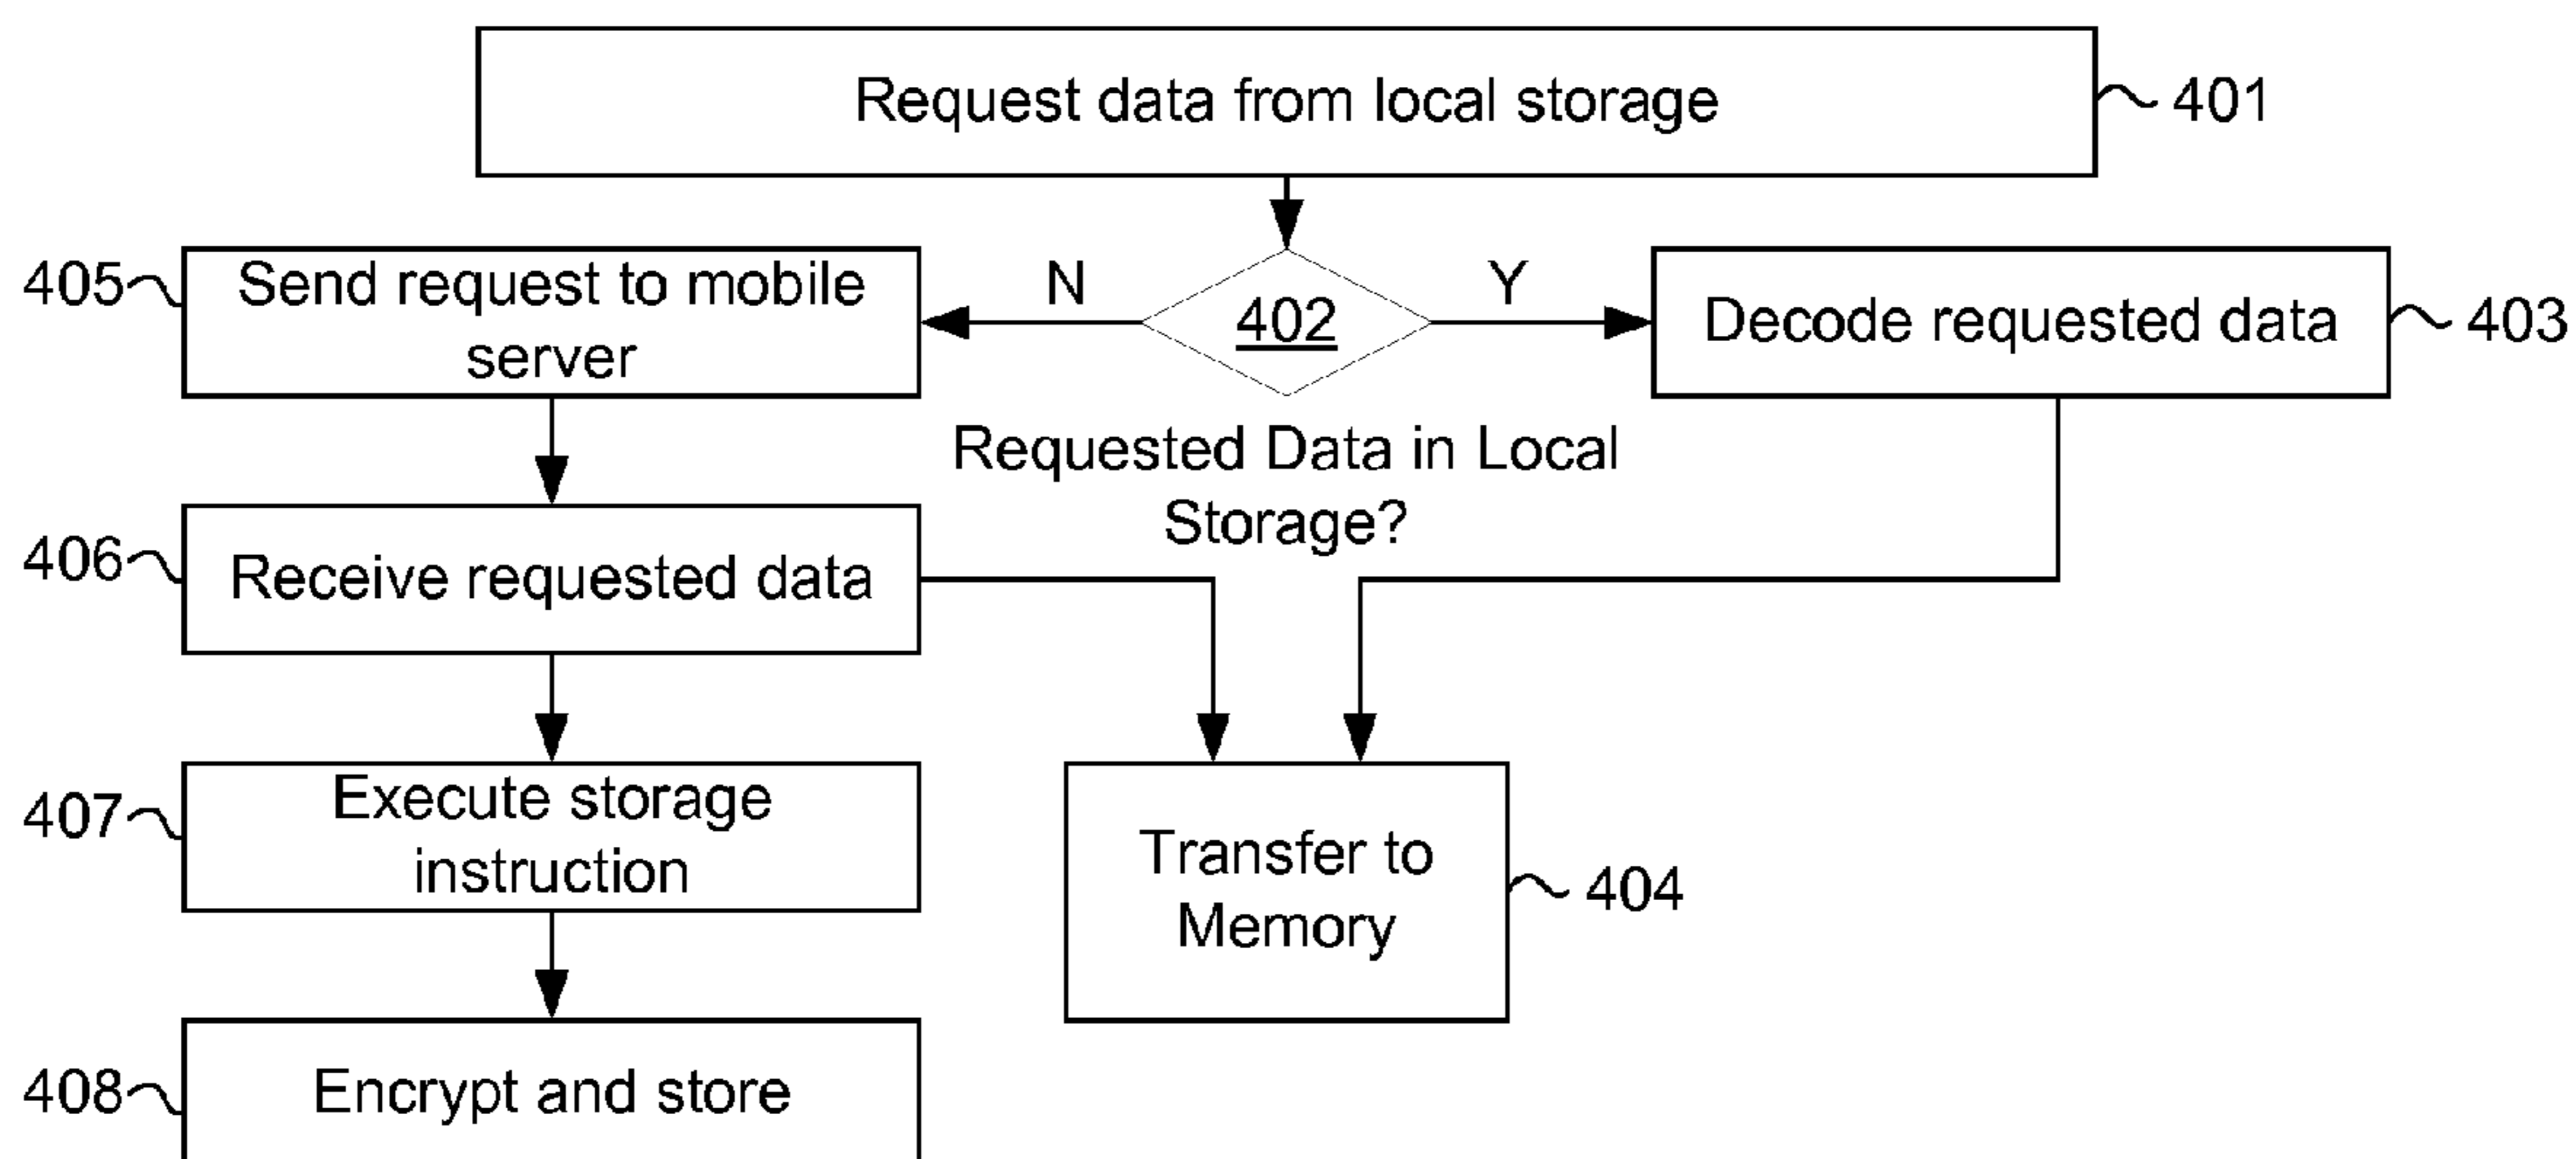 Request data from local storage
401
405
Send request to mobile
server
N
402
Y
Decode requested data
403
Requested Data in Local
Storage?
406
Receive requested data
407
Execute storage
instruction
Transfer to
Memory
404
408
Encrypt and store